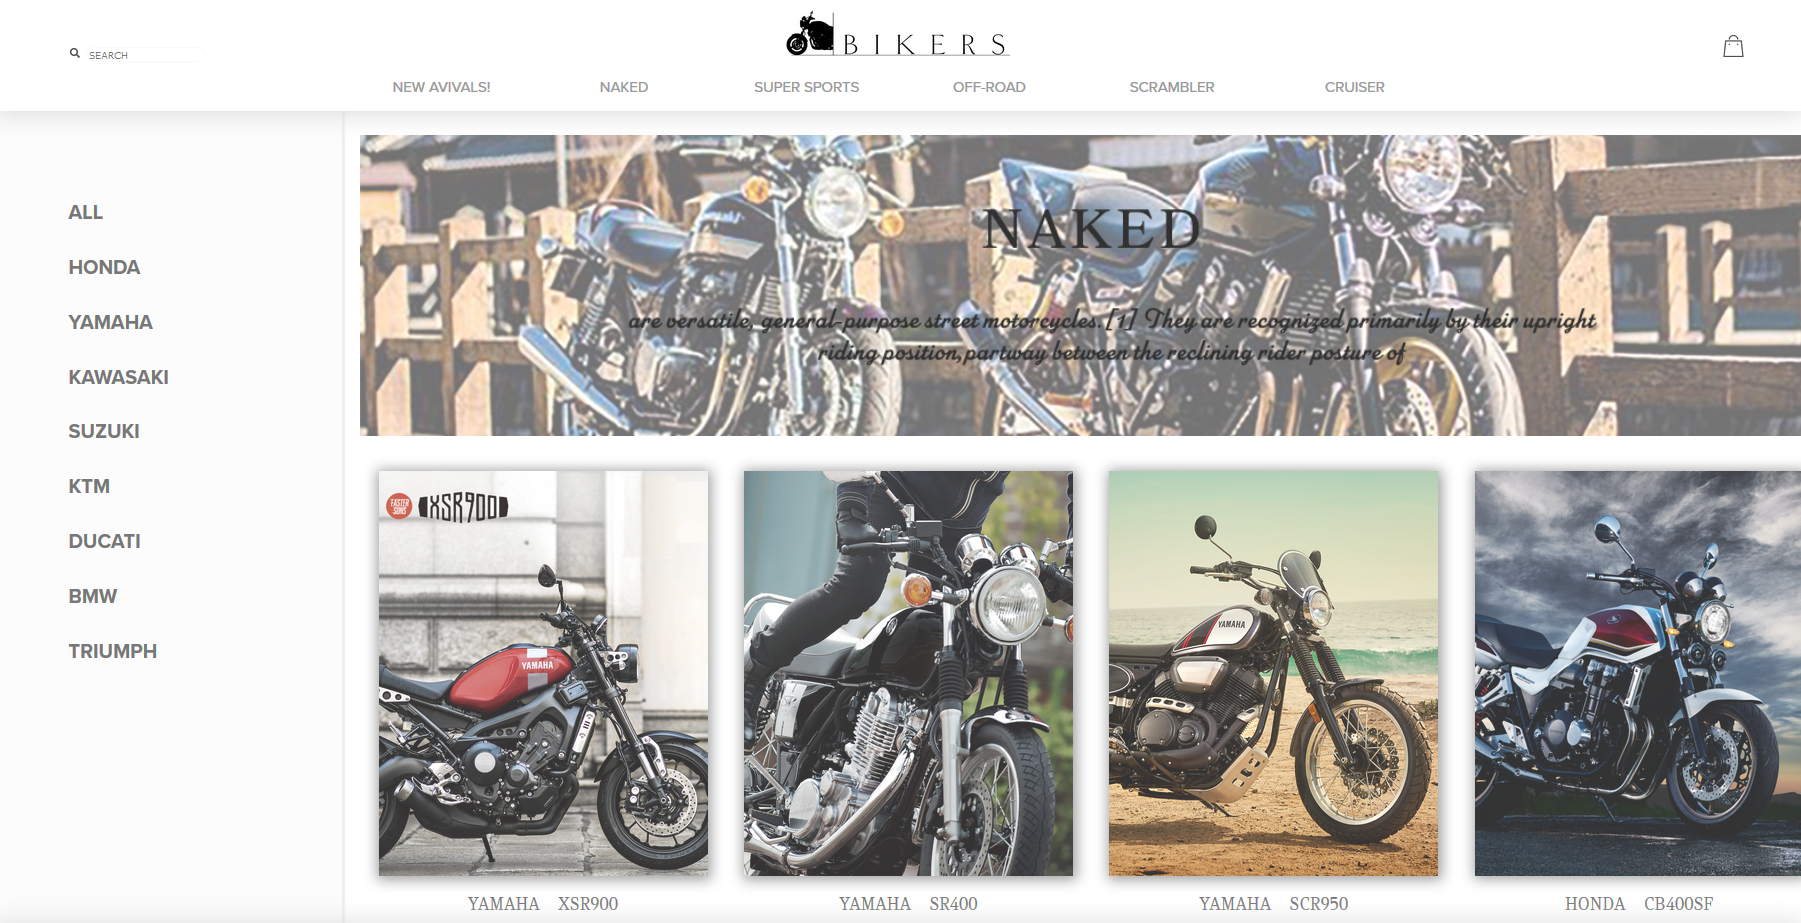 BIKERS
SEARCH
NEW AVIVALS!
NAKED
SUPER SPORTS
OFF-ROAD
SCRAMBLER
CRUISER
ALL
HONDA
YAMAHA
KAWASAKI
SUZUKI
KTM
DUCATI
BMW
TRIUMPH
NAKED
are versatile, general-purpose street motorcycles.[1] They are recognized primarily by their upright
riding position,partway between the reclining rider posture of
FASTER
SONS
XSR900
YAMAHA
YAMAHA
YAMAHA XSR900
YAMAHA SR400
YAMAHA SCR950
HONDA CB400SF